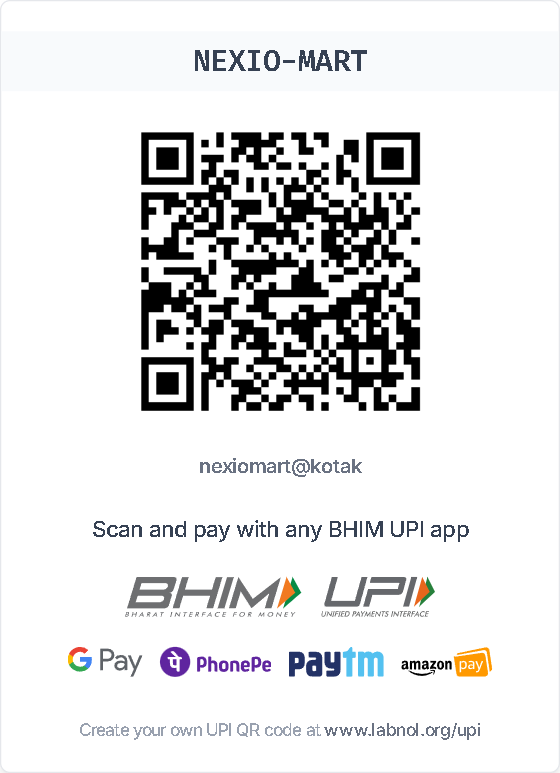 NEXIO-MART
nexiomart@kotak
Scan and pay with any BHIM UPI app
BHIM UPI
BHARAT INTERFACE FOR MONEY UNIFIED PAYMENTS INTERFACE
G Pay पे PhonePe paytm amazon pay
Create your own UPI QR code at www.labnol.org/upi